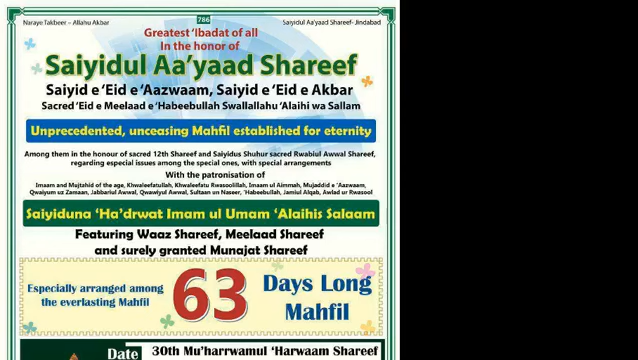 786
Naraye Takbeer – Allahu Akbar
Saiyidul Aa'yaad Shareef- Jindabad
Greatest 'Ibadat of all
In the honor of
Saiyidul Aa'yaad Shareef
Saiyid e 'Eid e 'Aazwaam, Saiyid e 'Eid e Akbar
Sacred 'Eid e Meelaad e 'Habeebullah Swallallahu 'Alaihi wa Sallam
Unprecedented, unceasing Mahfil established for eternity
Among them in the honour of sacred 12th Shareef and Saiyidus Shuhur sacred Rwabiul Awwal Shareef,
regarding especial issues among the special ones, with special arrangements
With the patronisation of
Imaam and Mujtahid of the age, Khwaleefatullah, Khwaleefatu Rwasoolillah, Imaam ul Aimmah, Mujaddid e 'Aazwaam,
Qwaiyum uz Zamaan, Jabbariul Awwal, Qwawiyul Awwal, Sultaan un Naseer, 'Habeebullah, Jamiul Alqab, Awlad ur Rwasool
Saiyiduna 'Ha'drwat Imam ul Umam 'Alaihis Salaam
Featuring Waaz Shareef, Meelaad Shareef
and surely granted Munajat Shareef
Especially arranged among
the everlasting Mahfil
63
Days Long
Mahfil
Date
30th Mu'harrwamul 'Harwaam Shareef